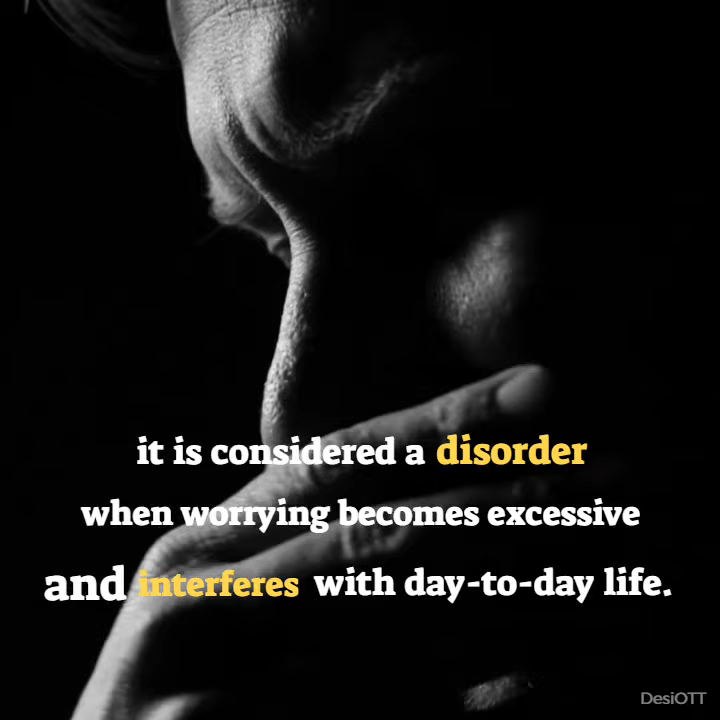 it is considered a disorder
when worrying becomes excessive
and interferes with day-to-day life.
DesiOTT